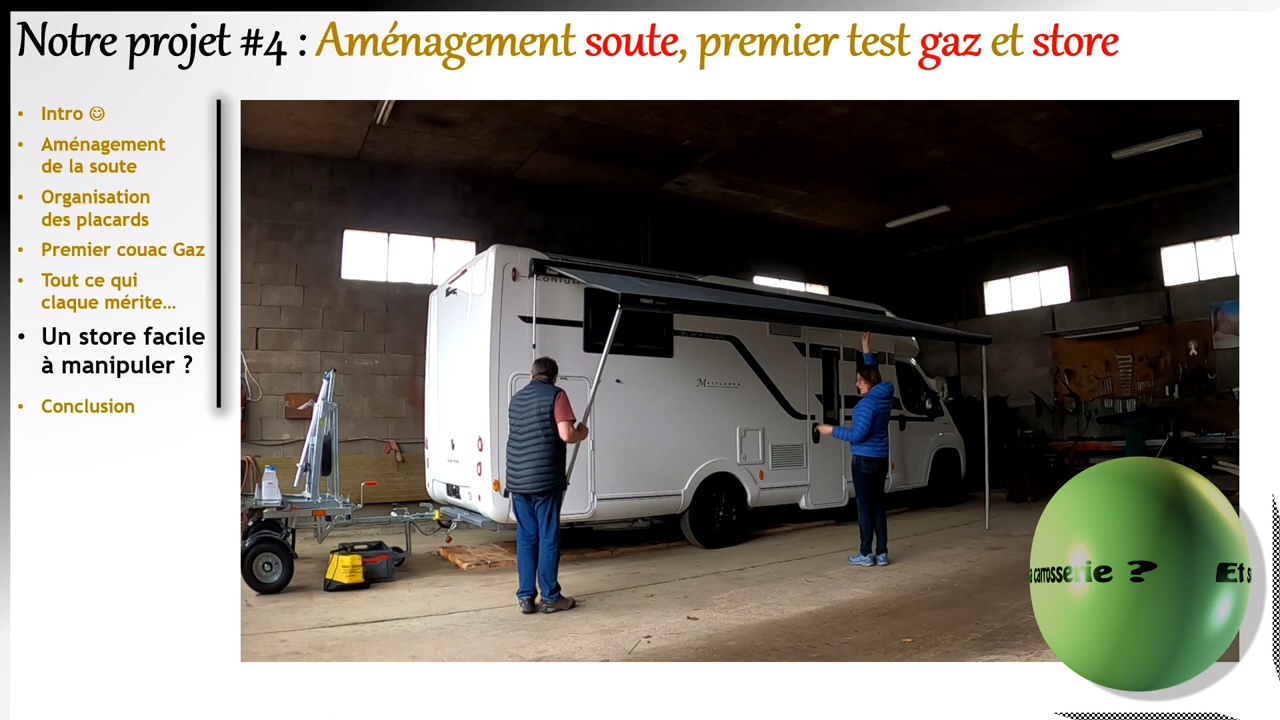 Notre projet #4 : Aménagement soute, premier test gaz et store
• Intro ☺
• Aménagement
de la soute
• Organisation
des placards
• Premier couac Gaz
• Tout ce qui
claque mérite...
• Un store facile
à manipuler ?
• Conclusion
Mayflower
carrosserie ? Et